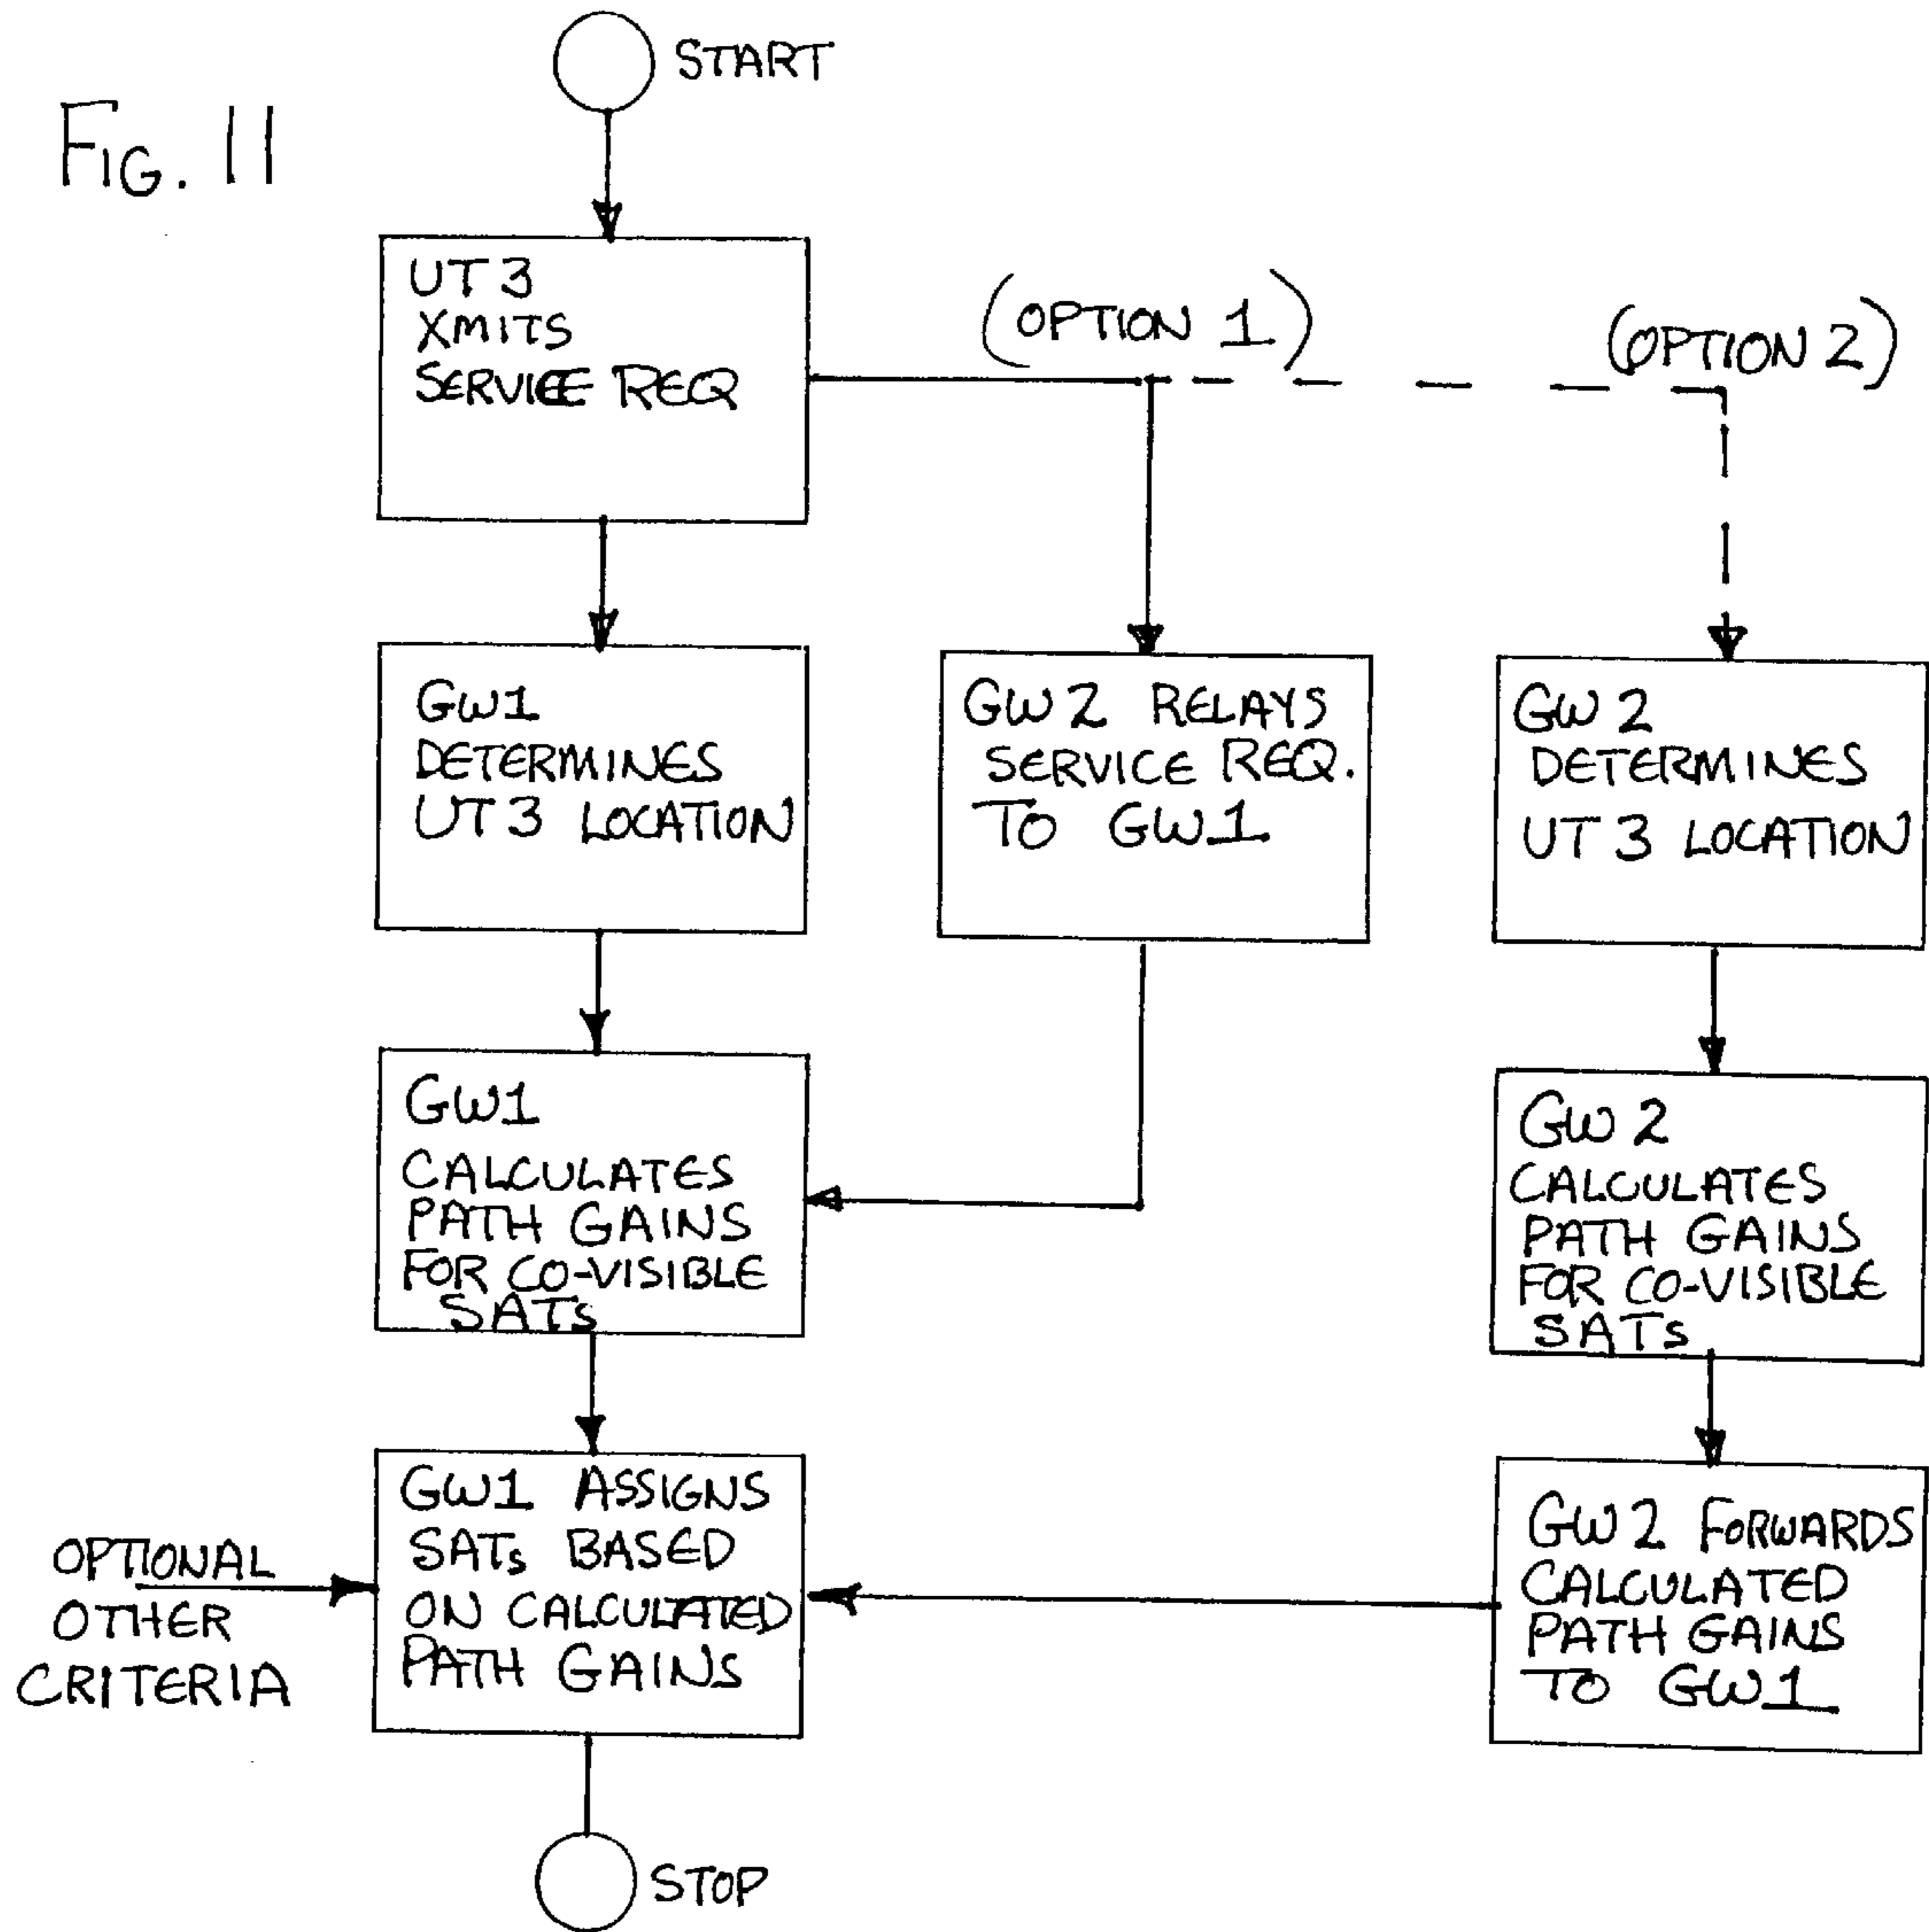 START
FIG. 11
UT 3
XMITS
SERVICE REQ
(OPTION 1)
(OPTION 2)
GW1
DETERMINES
UT 3 LOCATION
GW 2 RELAYS
SERVICE REQ.
TO GW1
GW 2
DETERMINES
UT 3 LOCATION
GW1
CALCULATES
PATH GAINS
FOR CO-VISIBLE
SATs
GW 2
CALCULATES
PATH GAINS
FOR CO-VISIBLE
SATs
OPTIONAL
OTHER
CRITERIA
GW1 ASSIGNS
SATs BASED
ON CALCULATED
PATH GAINS
GW 2 FORWARDS
CALCULATED
PATH GAINS
TO GW1
STOP